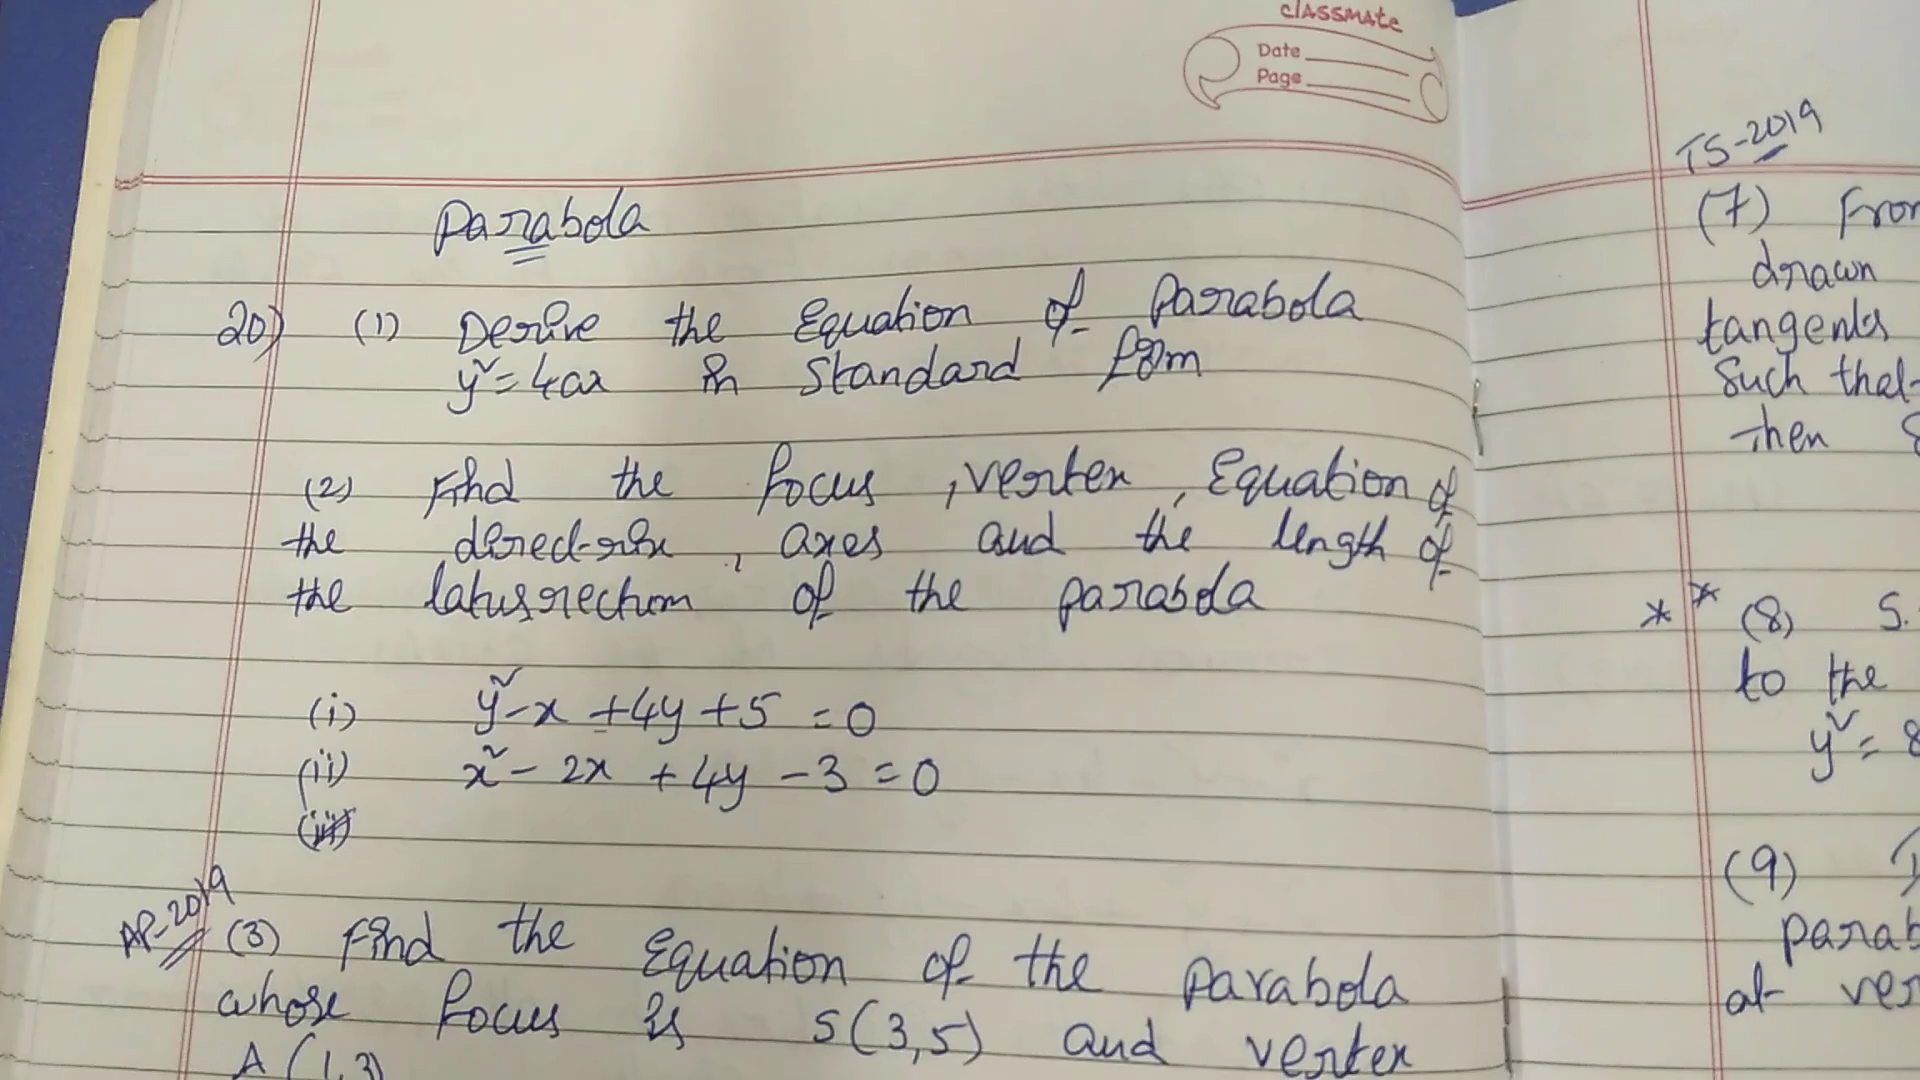 classmate
Date
Page
Parabola
20) (1) Derive the Equation of Parabola
y² = 4ax in Standard form
(2) Find the focus, vertex, Equation of
the directrix, axes and the length of
the latusrectum of the parabola
(i) y² - x + 4y + 5 = 0
(ii) x² - 2x + 4y - 3 = 0
(iii)
AP-2019 (3) Find the Equation of the Parabola
whose focus is S(3,5) and vertex
A (1,3)
TS-2019
(7) From
drawn
tangents
Such that
then
** (8) S.
to the
y² = 8
(9)
parab
at ver